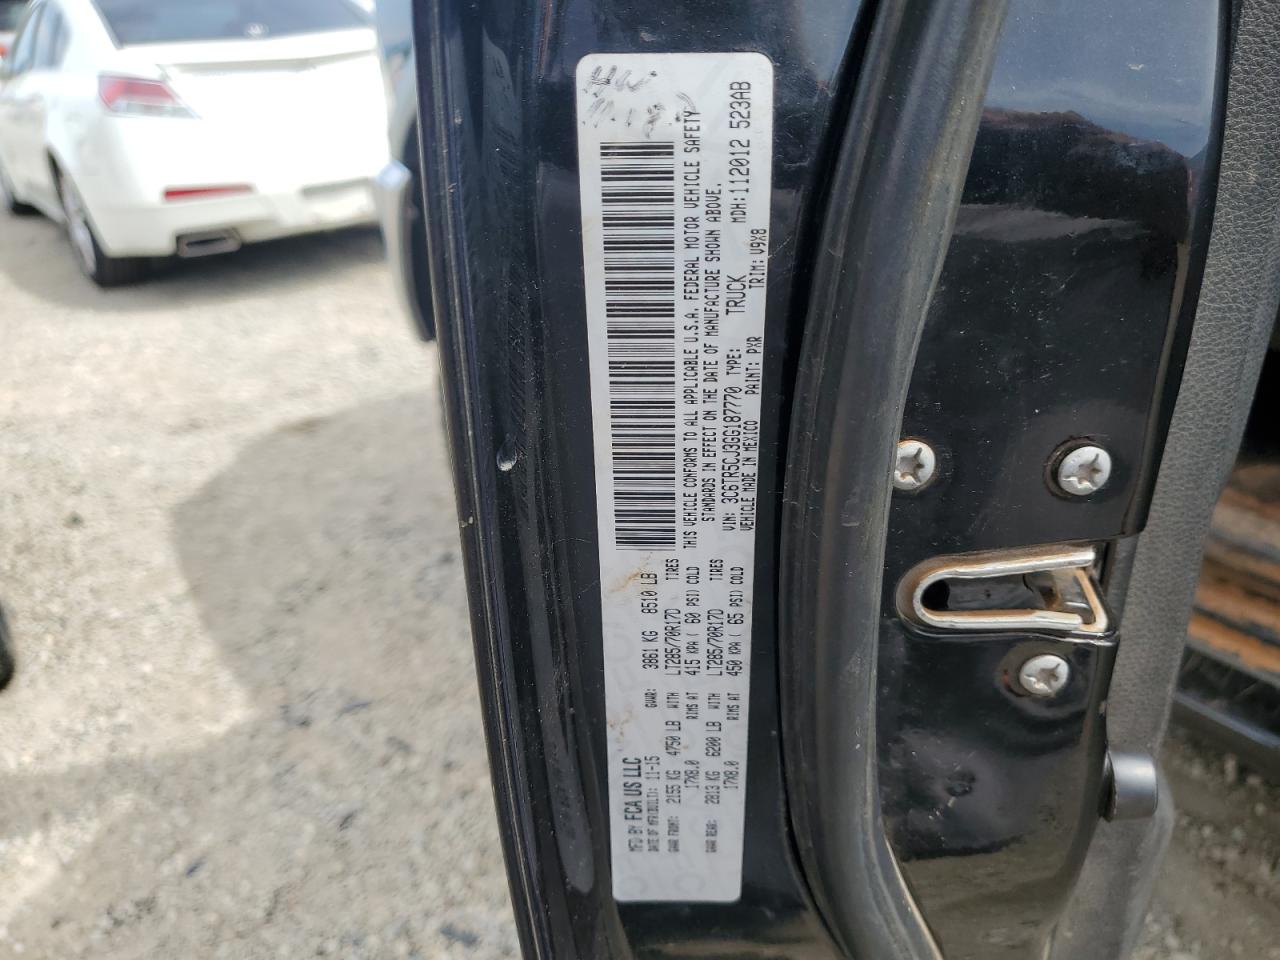 MFD BY FCA US LLC
DATE OF MFR(BUILT): 11-15 GVWR: 3861 KG 8510 LB
GAWR FRONT: 2155 KG 4750 LB WITH LT285/70R17D TIRES
17X8.0 RIMS AT 415 KPA ( 60 PSI) COLD
GAWR REAR: 2813 KG 6200 LB WITH LT285/70R17D TIRES
17X8.0 RIMS AT 450 KPA ( 65 PSI) COLD
THIS VEHICLE CONFORMS TO ALL APPLICABLE U.S.A. FEDERAL MOTOR VEHICLE SAFETY
STANDARDS IN EFFECT ON THE DATE OF MANUFACTURE SHOWN ABOVE.
VIN: 3C6TR5CJ3GG187770 TYPE: TRUCK MDH:112012 523AB
VEHICLE MADE IN MEXICO PAINT: PXR TRIM: V9X8